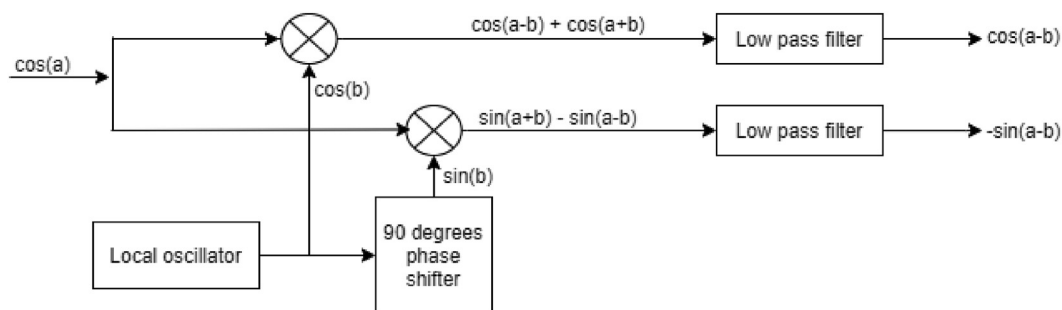 cos(a-b) + cos(a+b)
Low pass filter
cos(a-b)
cos(a)
cos(b)
sin(a+b) - sin(a-b)
Low pass filter
-sin(a-b)
sin(b)
Local oscillator
90 degrees
phase
shifter